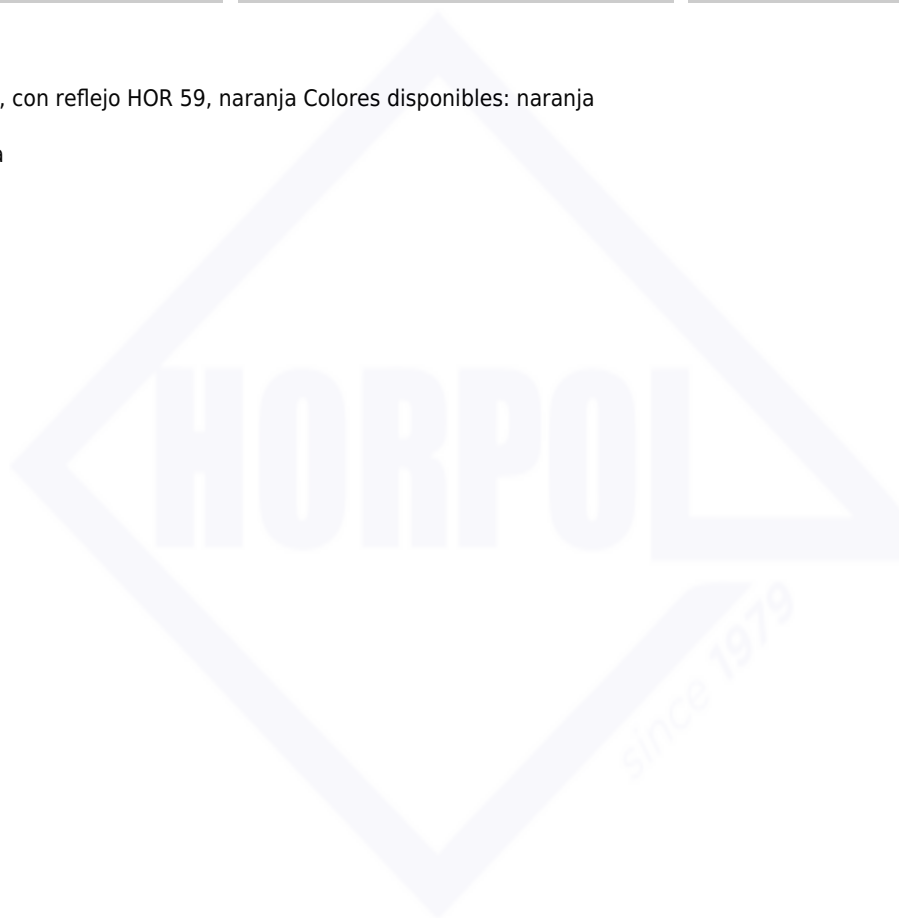 , con reflejo HOR 59, naranja Colores disponibles: naranja
a
HORPOL
since 1979